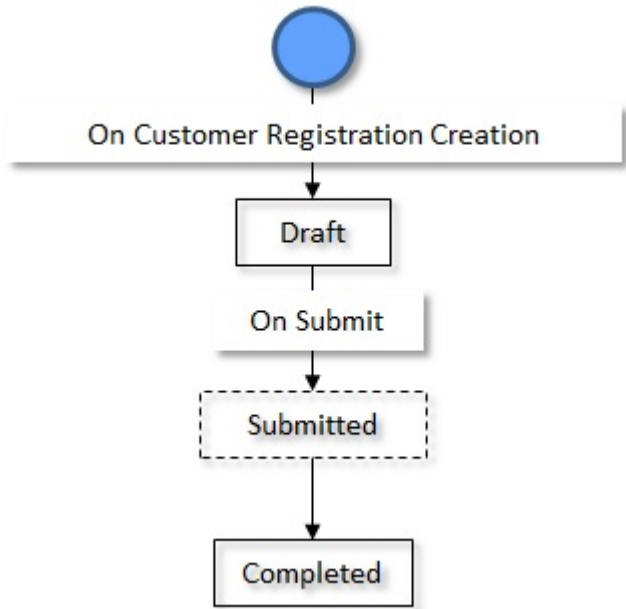 On Customer Registration Creation
Draft
On Submit
Submitted
Completed